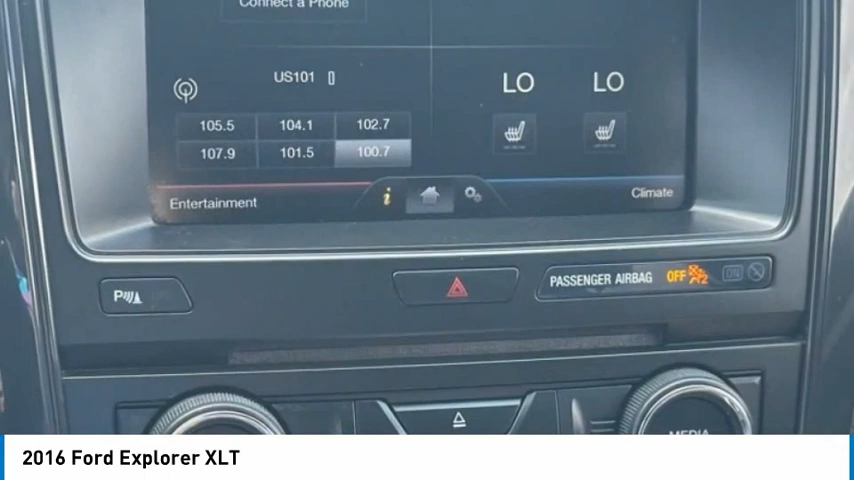 Connect a Phone
US101
LO LO
105.5 104.1 102.7
107.9 101.5 100.7
Entertainment
Climate
P
PASSENGER AIRBAG OFF 2 ON
MEDIA
2016 Ford Explorer XLT